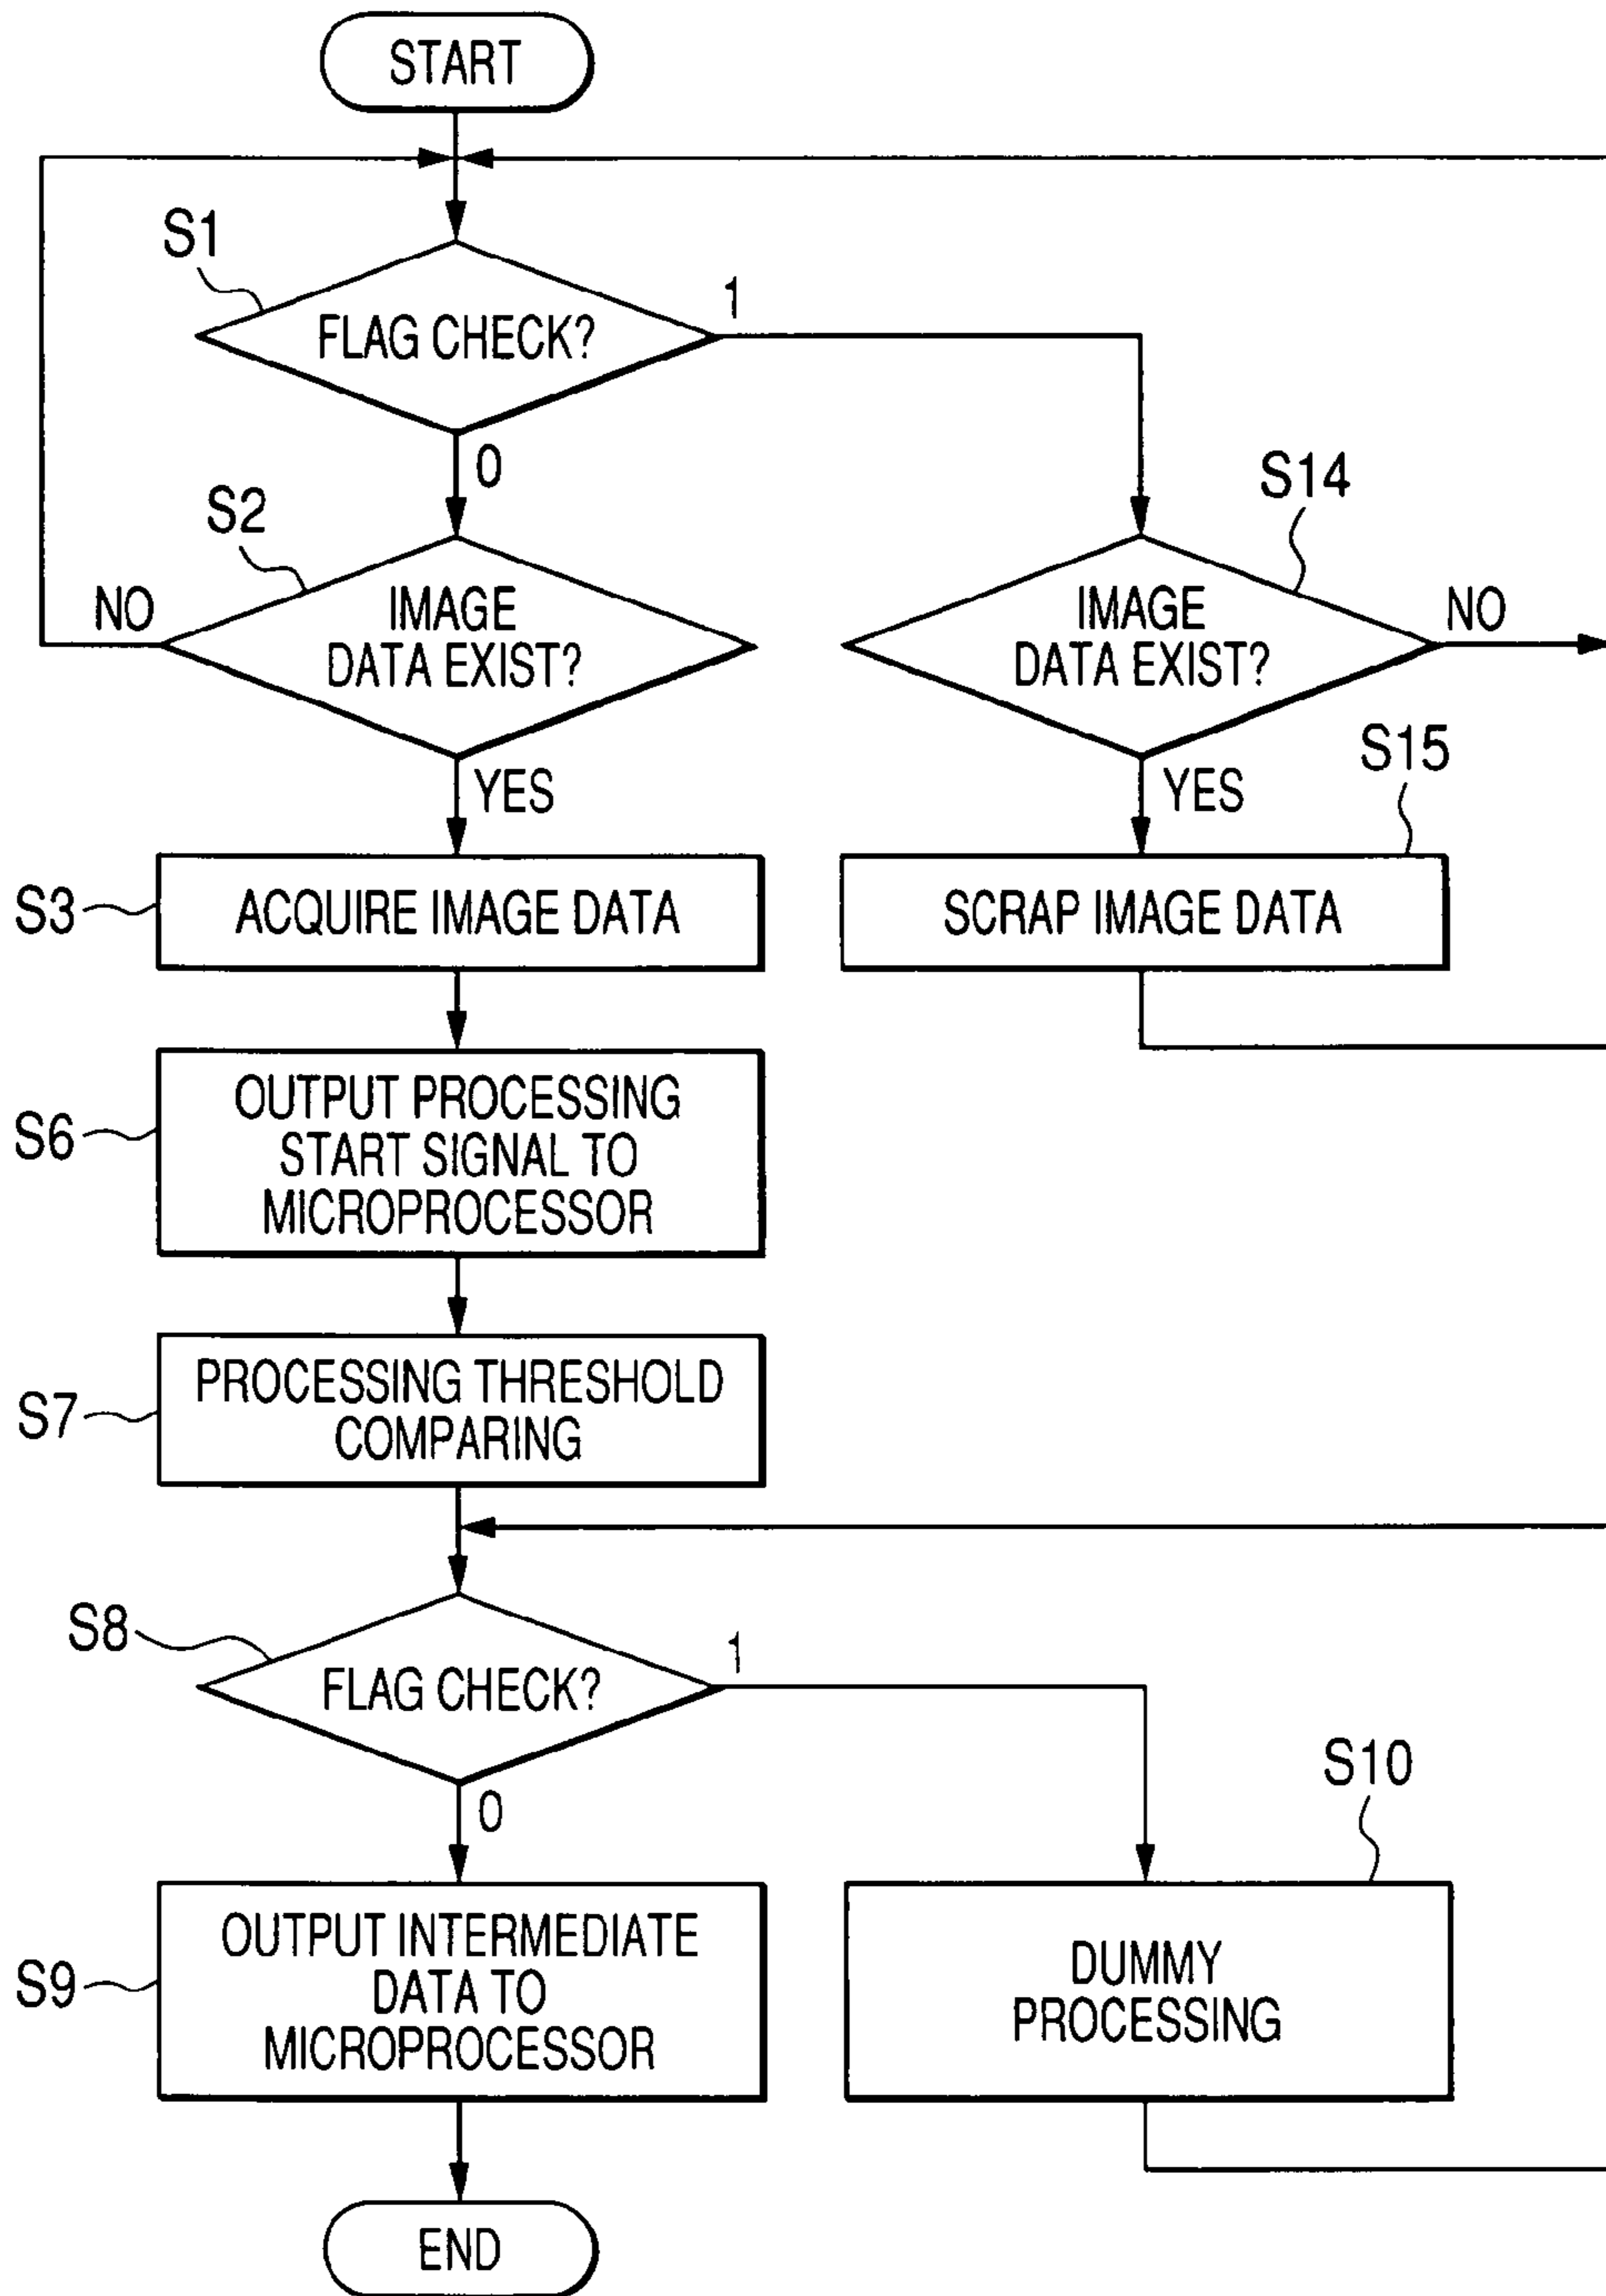 START
S1
FLAG CHECK?
1
0
S2
IMAGE
DATA EXIST?
NO
YES
S14
IMAGE
DATA EXIST?
NO
YES
S3
ACQUIRE IMAGE DATA
S15
SCRAP IMAGE DATA
S6
OUTPUT PROCESSING
START SIGNAL TO
MICROPROCESSOR
S7
PROCESSING THRESHOLD
COMPARING
S8
FLAG CHECK?
1
0
S9
OUTPUT INTERMEDIATE
DATA TO
MICROPROCESSOR
S10
DUMMY
PROCESSING
END